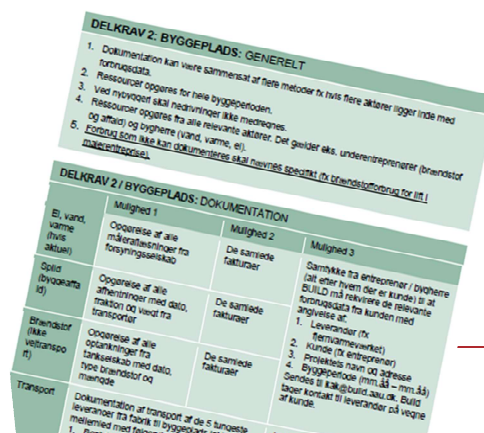 DELKRAV 2: BYGGEPLADS: GENERELT
1. Dokumentation kan være sammensat af flere metoder fx hvis flere aktører ligger inde med
forbrugsdata.
2. Ressourcer opgøres for hele byggeperioden.
3. Ved nybyggeri skal nedrivninger ikke medregnes.
4. Ressourcer opgøres fra alle relevante aktører. Det gælder eks. underentreprenører (brændstof
og affald) og bygherre (vand, varme, el).
5. Forbrug som ikke kan dokumenteres skal nævnes specifikt (fx brændstofforbrug for lift i
malerentreprise).
DELKRAV 2 / BYGGEPLADS: DOKUMENTATION
Mulighed 1
Mulighed 2
Mulighed 3
El, vand,
varme
(hvis
aktuel)
Opgørelse af alle
måleraflæsninger fra
forsyningsselskab
De samlede
fakturaer
Samtykke fra entreprenør / bygherre
(alt efter hvem der er kunde) til at
BUILD må rekvirere de relevante
forbrugsdata fra kunden med
angivelse af:
1. Leverandør (fx
fjernvarmeværket)
2. Kunde (fx entreprenør)
3. Projektets navn og adresse
4. Byggeperiode (mm.åå – mm.åå)
Sendes til kak@build.aau.dk. Build
tager kontakt til leverandør på vegne
af kunde.
Spild
(byggeaffa
ld)
Opgørelse af alle
afhentninger med dato,
fraktion og vægt fra
transportør
De samlede
fakturaer
Brændstof
(ikke
vejtranspo
rt)
Opgørelse af alle
optankninger fra
tankselskab med dato,
type brændstof og
mængde
De samlede
fakturaer
Transport
Dokumentation af transport af de 5 tungeste
leverancer fra fabrik til byggeplads